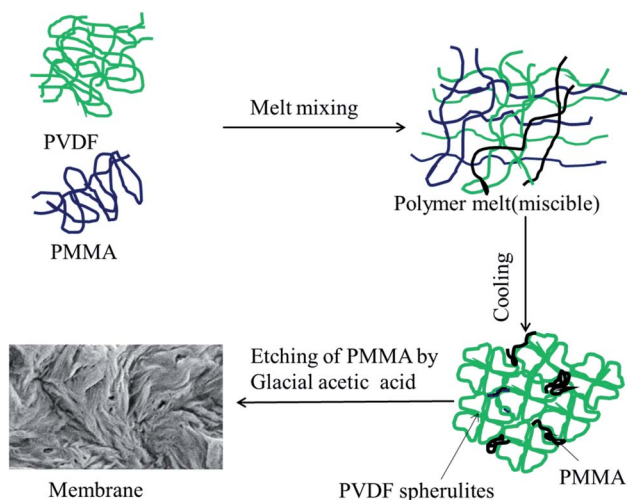 PVDF
Melt mixing
PMMA
Polymer melt(miscible)
Cooling
Etching of PMMA by
Glacial acetic acid
Membrane
PVDF spherulites
PMMA